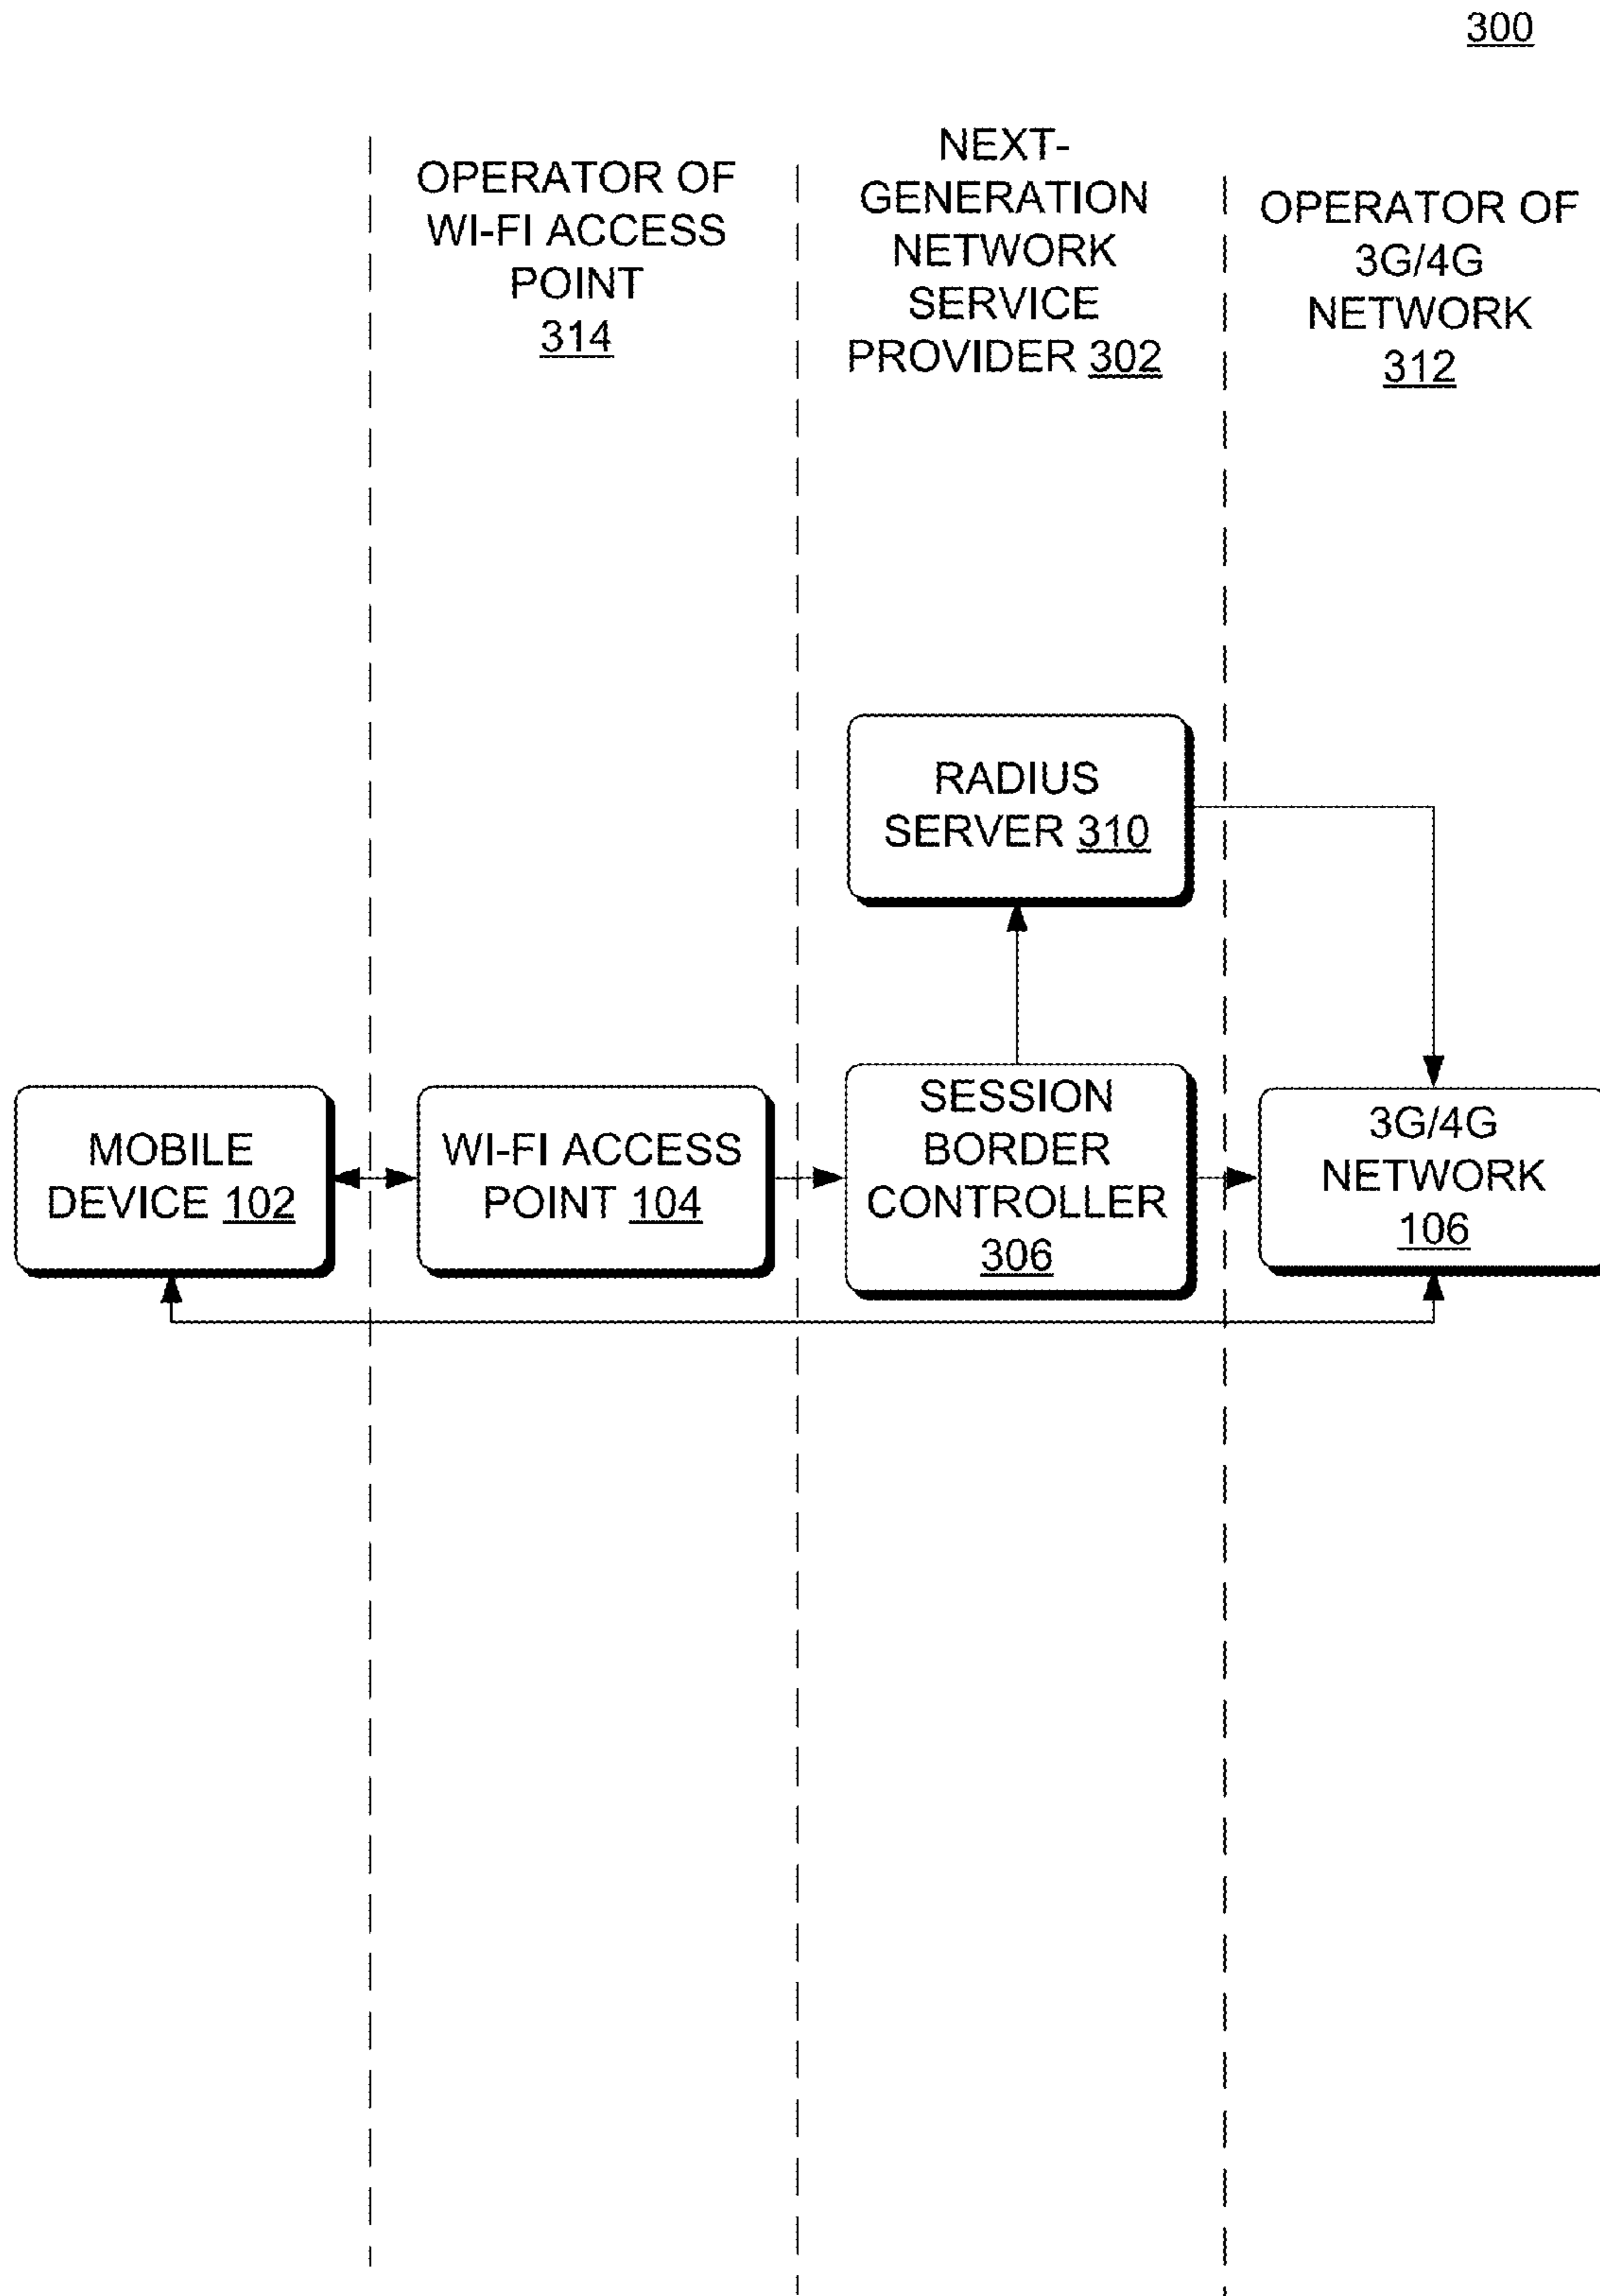 300
OPERATOR OF
WI-FI ACCESS
POINT
314
NEXT-
GENERATION
NETWORK
SERVICE
PROVIDER 302
OPERATOR OF
3G/4G
NETWORK
312
RADIUS
SERVER 310
MOBILE
DEVICE 102
WI-FI ACCESS
POINT 104
SESSION
BORDER
CONTROLLER
306
3G/4G
NETWORK
106